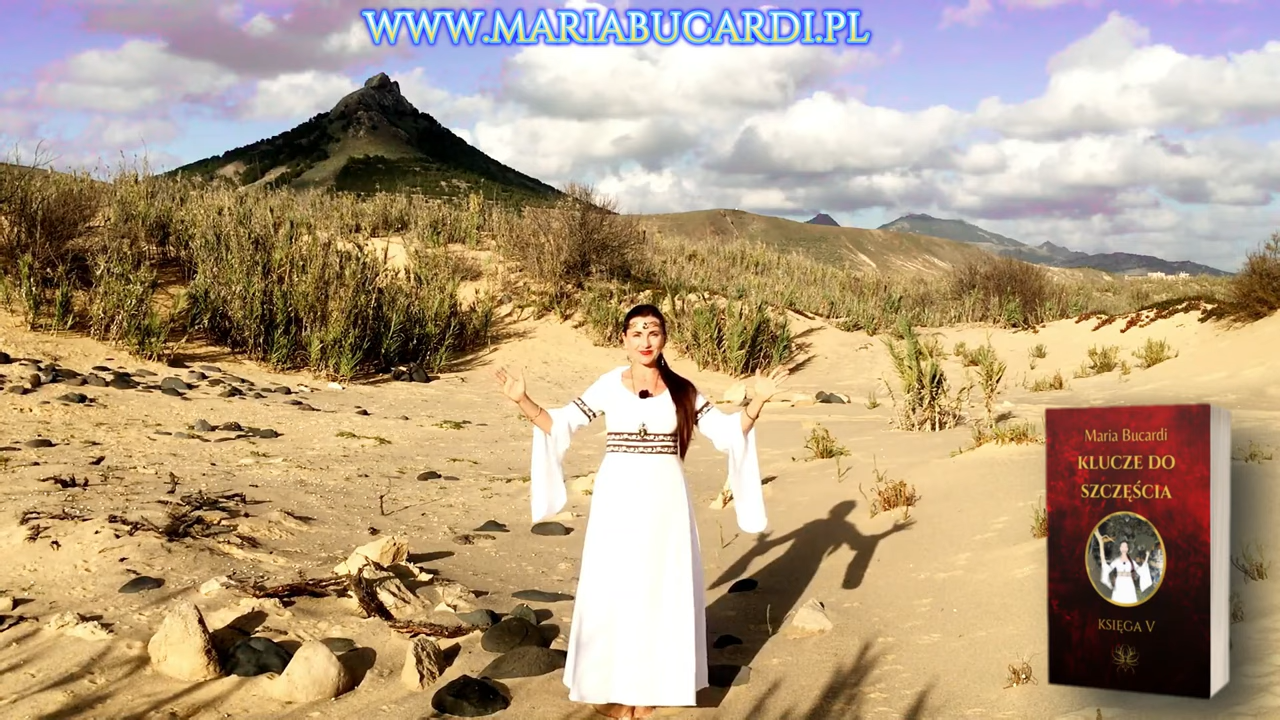 WWW.MARIABUCARDI.PL
Maria Bucardi
KLUCZE DO
SZCZĘŚCIA
KSIĘGA V